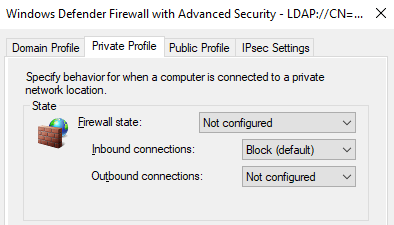 Windows Defender Firewall with Advanced Security - LDAP://CN=...
Domain Profile Private Profile Public Profile IPsec Settings
Specify behavior for when a computer is connected to a private
network location.
State
Firewall state: Not configured
Inbound connections: Block (default)
Outbound connections: Not configured